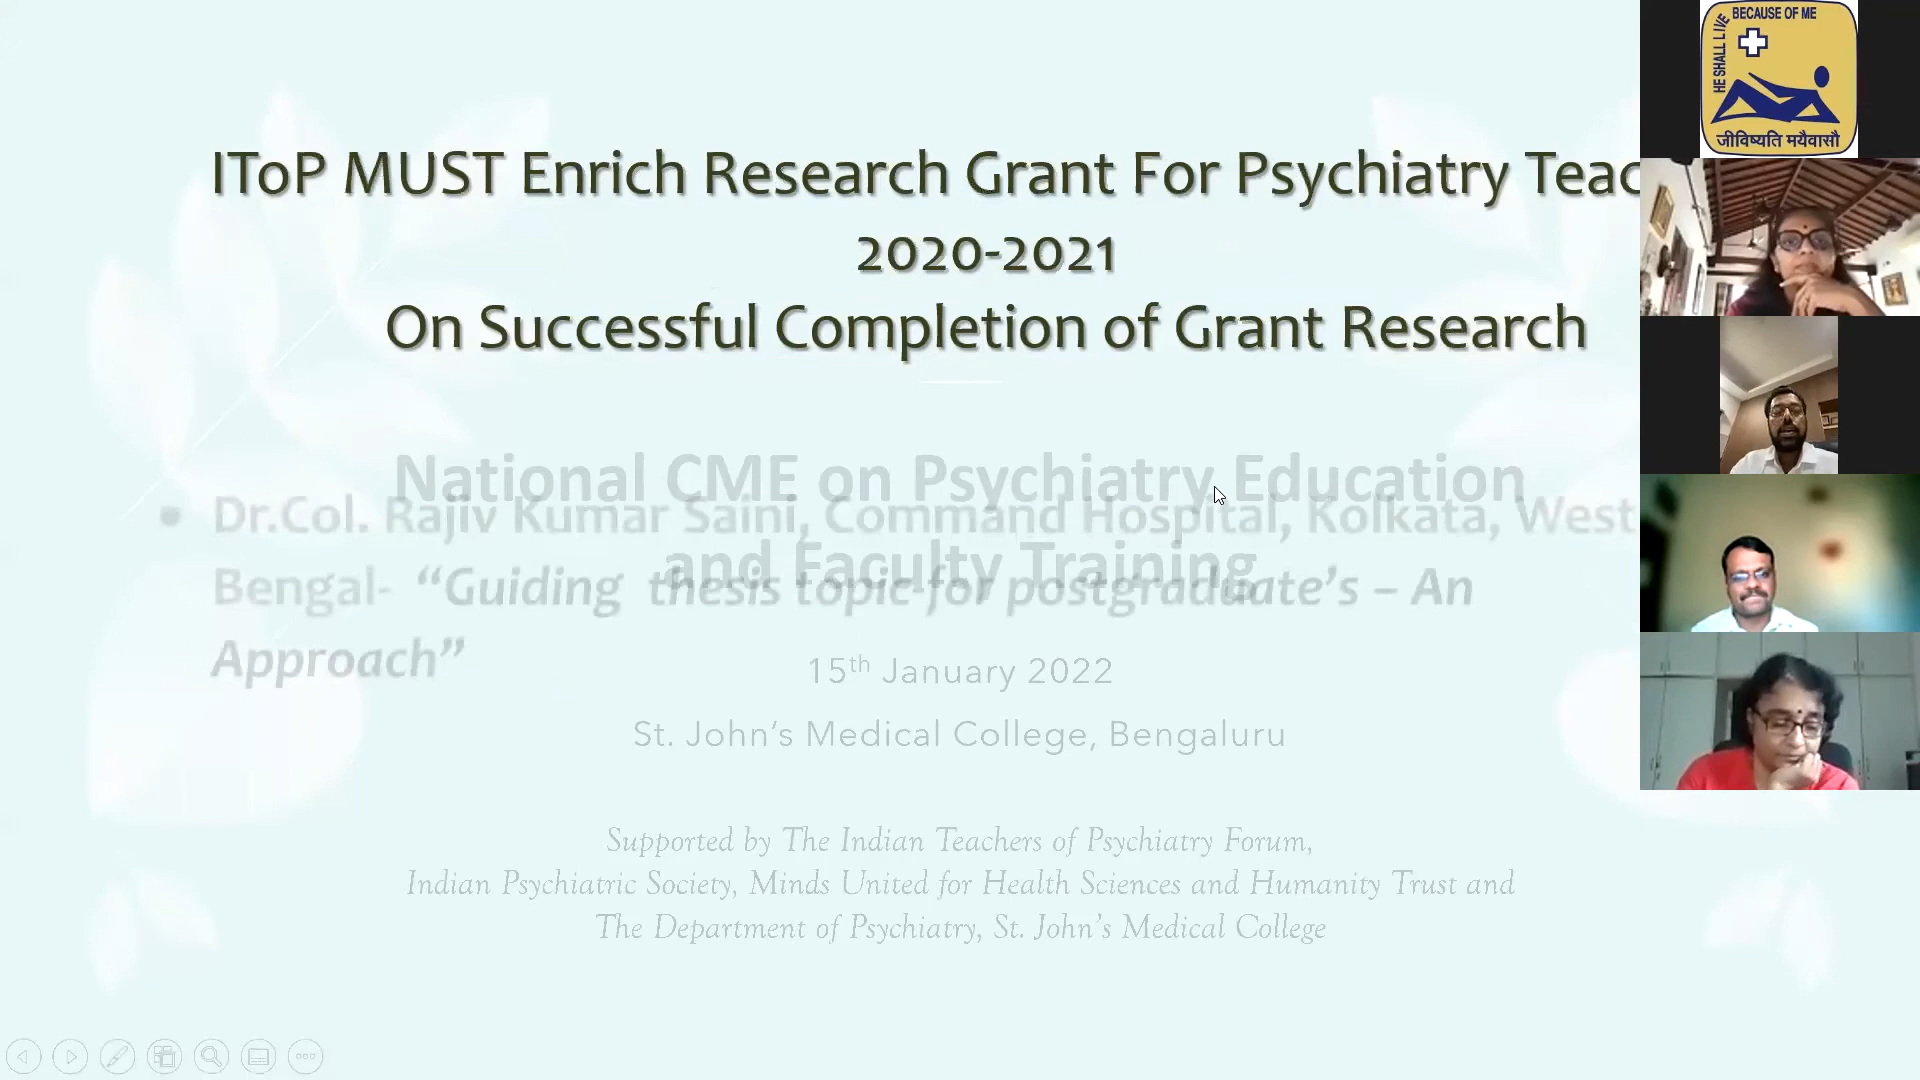 IToP MUST Enrich Research Grant For Psychiatry Teac
2020-2021
On Successful Completion of Grant Research
National CME on Psychiatry Education
and Faculty Training
• Dr.Col. Rajiv Kumar Saini, Command Hospital, Kolkata, West
Bengal- “Guiding thesis topic for postgraduate’s – An
Approach”
15th January 2022
St. John’s Medical College, Bengaluru
Supported by The Indian Teachers of Psychiatry Forum,
Indian Psychiatric Society, Minds United for Health Sciences and Humanity Trust and
The Department of Psychiatry, St. John’s Medical College
HE SHALL LIVE BECAUSE OF ME
जीविष्यति मयैवासौ